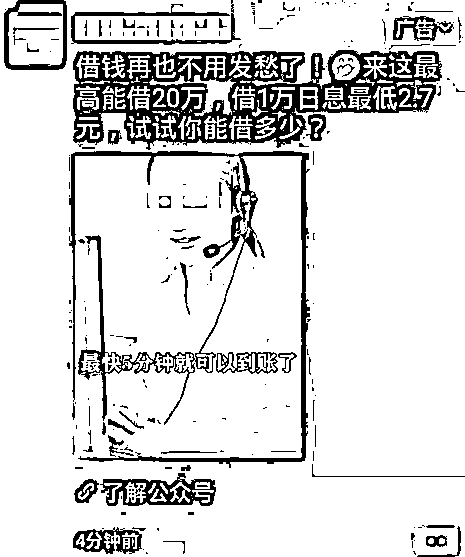 广告
借钱再也不用发愁了！来这最
高能借20万，借1万日息最低2.7
元，试试你能借多少？
最快5分钟就可以到账了
了解公众号
4分钟前